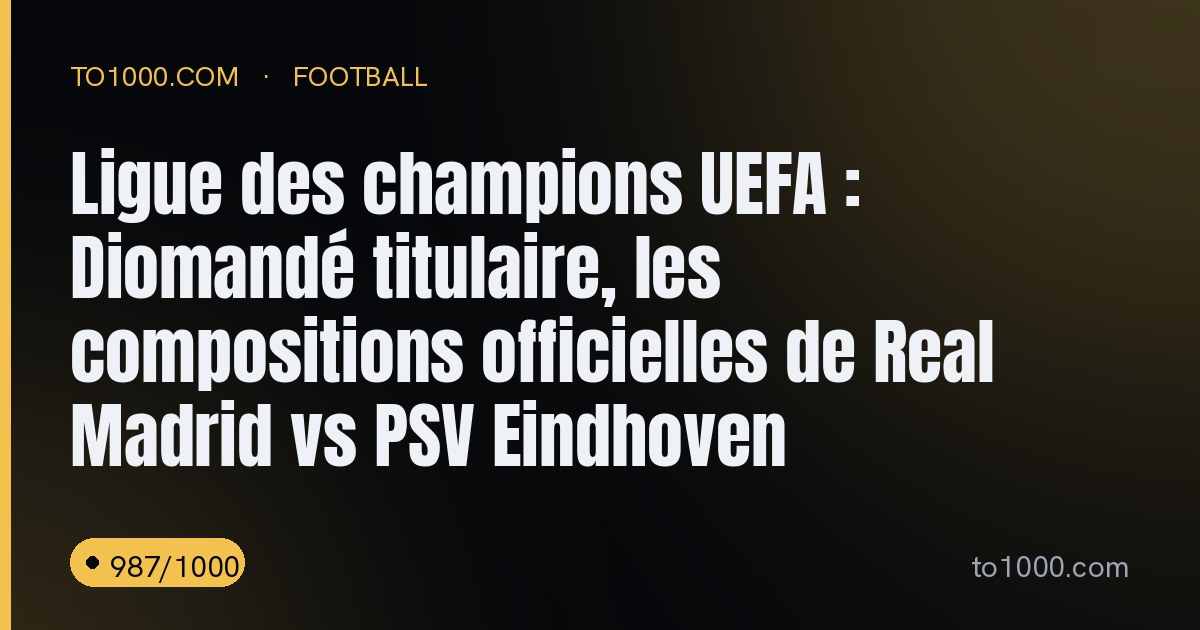 TO1000.COM · FOOTBALL
Ligue des champions UEFA :
Diomandé titulaire, les
compositions officielles de Real
Madrid vs PSV Eindhoven
987/1000
to1000.com